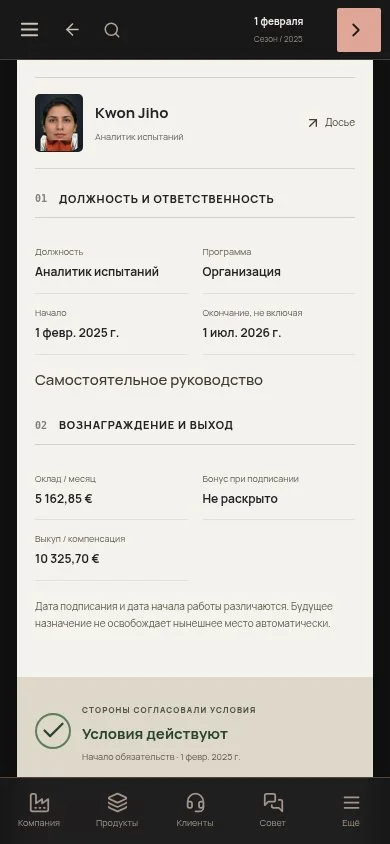 1 февраля
Сезон / 2025
Kwon Jiho
Аналитик испытаний
Досье
01 ДОЛЖНОСТЬ И ОТВЕТСТВЕННОСТЬ
Должность
Программа
Аналитик испытаний
Организация
Начало
Окончание, не включая
1 февр. 2025 г.
1 июл. 2026 г.
Самостоятельное руководство
02 ВОЗНАГРАЖДЕНИЕ И ВЫХОД
Оклад / месяц
Бонус при подписании
5 162,85 €
Не раскрыто
Выкуп / компенсация
10 325,70 €
Дата подписания и дата начала работы различаются. Будущее
назначение не освобождает нынешнее место автоматически.
СТОРОНЫ СОГЛАСОВАЛИ УСЛОВИЯ
Условия действуют
Начало обязательств · 1 февр. 2025 г.
Компания
Продукты
Клиенты
Совет
Ещё